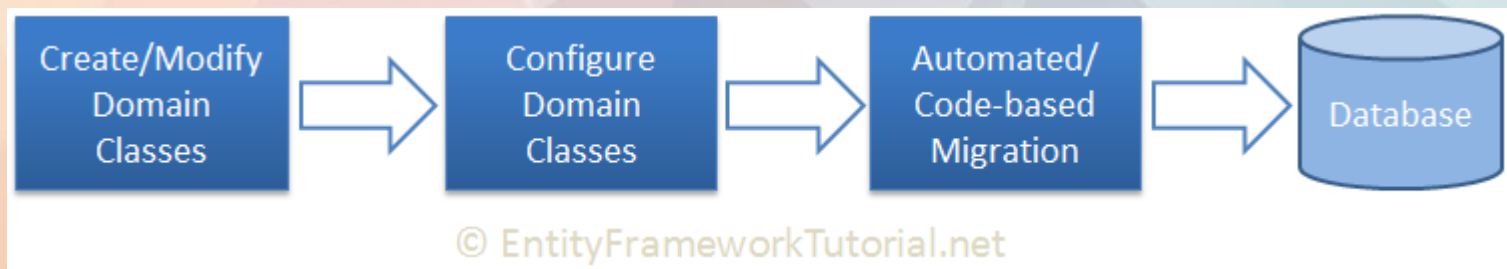 Create/Modify
Domain
Classes
Configure
Domain
Classes
Automated/
Code-based
Migration
Database
© EntityFrameworkTutorial.net